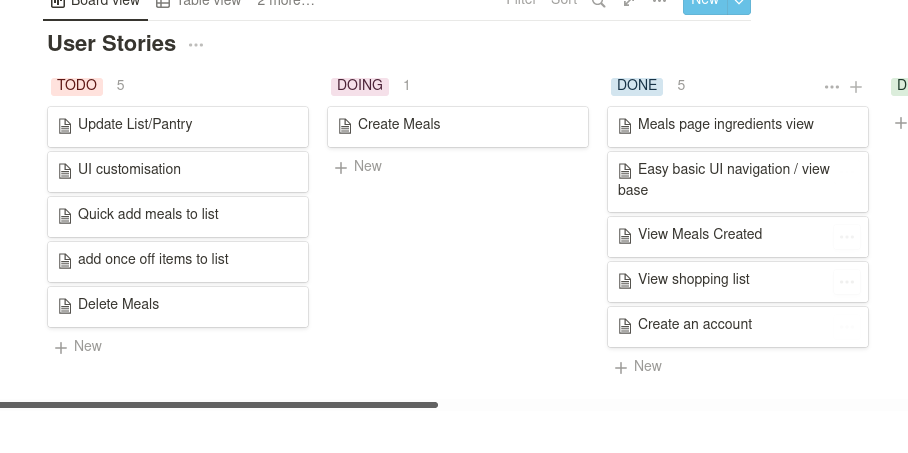 Board view Table view 2 more... Filter Sort New
User Stories
TODO 5
Update List/Pantry
UI customisation
Quick add meals to list
add once off items to list
Delete Meals
New
DOING 1
Create Meals
New
DONE 5
Meals page ingredients view
Easy basic UI navigation / view
base
View Meals Created
View shopping list
Create an account
New
D